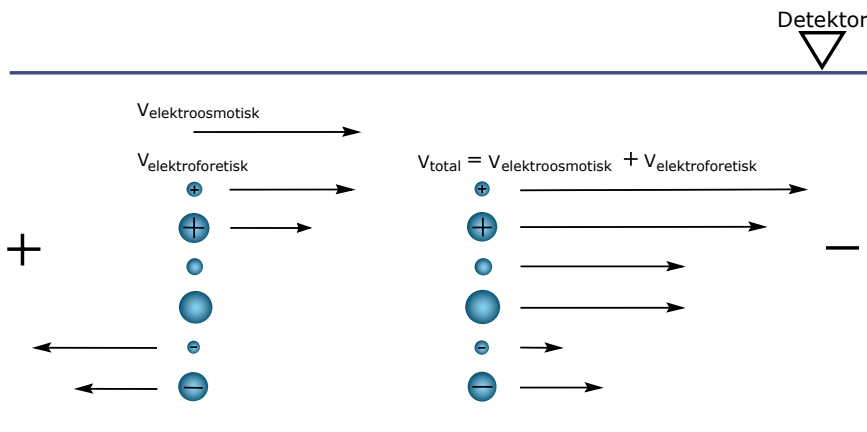 Detektor
Velektroosmotisk
Velektroforetisk
Vtotal = Velektroosmotisk + Velektroforetisk
+
+
+
+
+
−
-
-
−
−